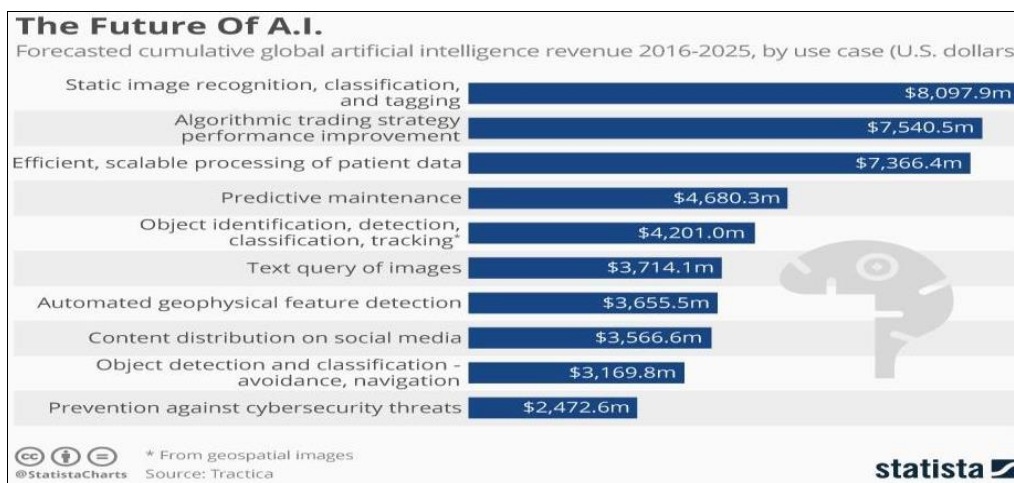 The Future Of A.I.
Forecasted cumulative global artificial intelligence revenue 2016-2025, by use case (U.S. dollars
Static image recognition, classification,
and tagging
$8,097.9m
Algorithmic trading strategy
performance improvement
$7,540.5m
Efficient, scalable processing of patient data
$7,366.4m
Predictive maintenance
$4,680.3m
Object identification, detection,
classification, tracking*
$4,201.0m
Text query of images
$3,714.1m
Automated geophysical feature detection
$3,655.5m
Content distribution on social media
$3,566.6m
Object detection and classification -
avoidance, navigation
$3,169.8m
Prevention against cybersecurity threats
$2,472.6m
cc
* From geospatial images
@StatistaCharts Source: Tractica
statista